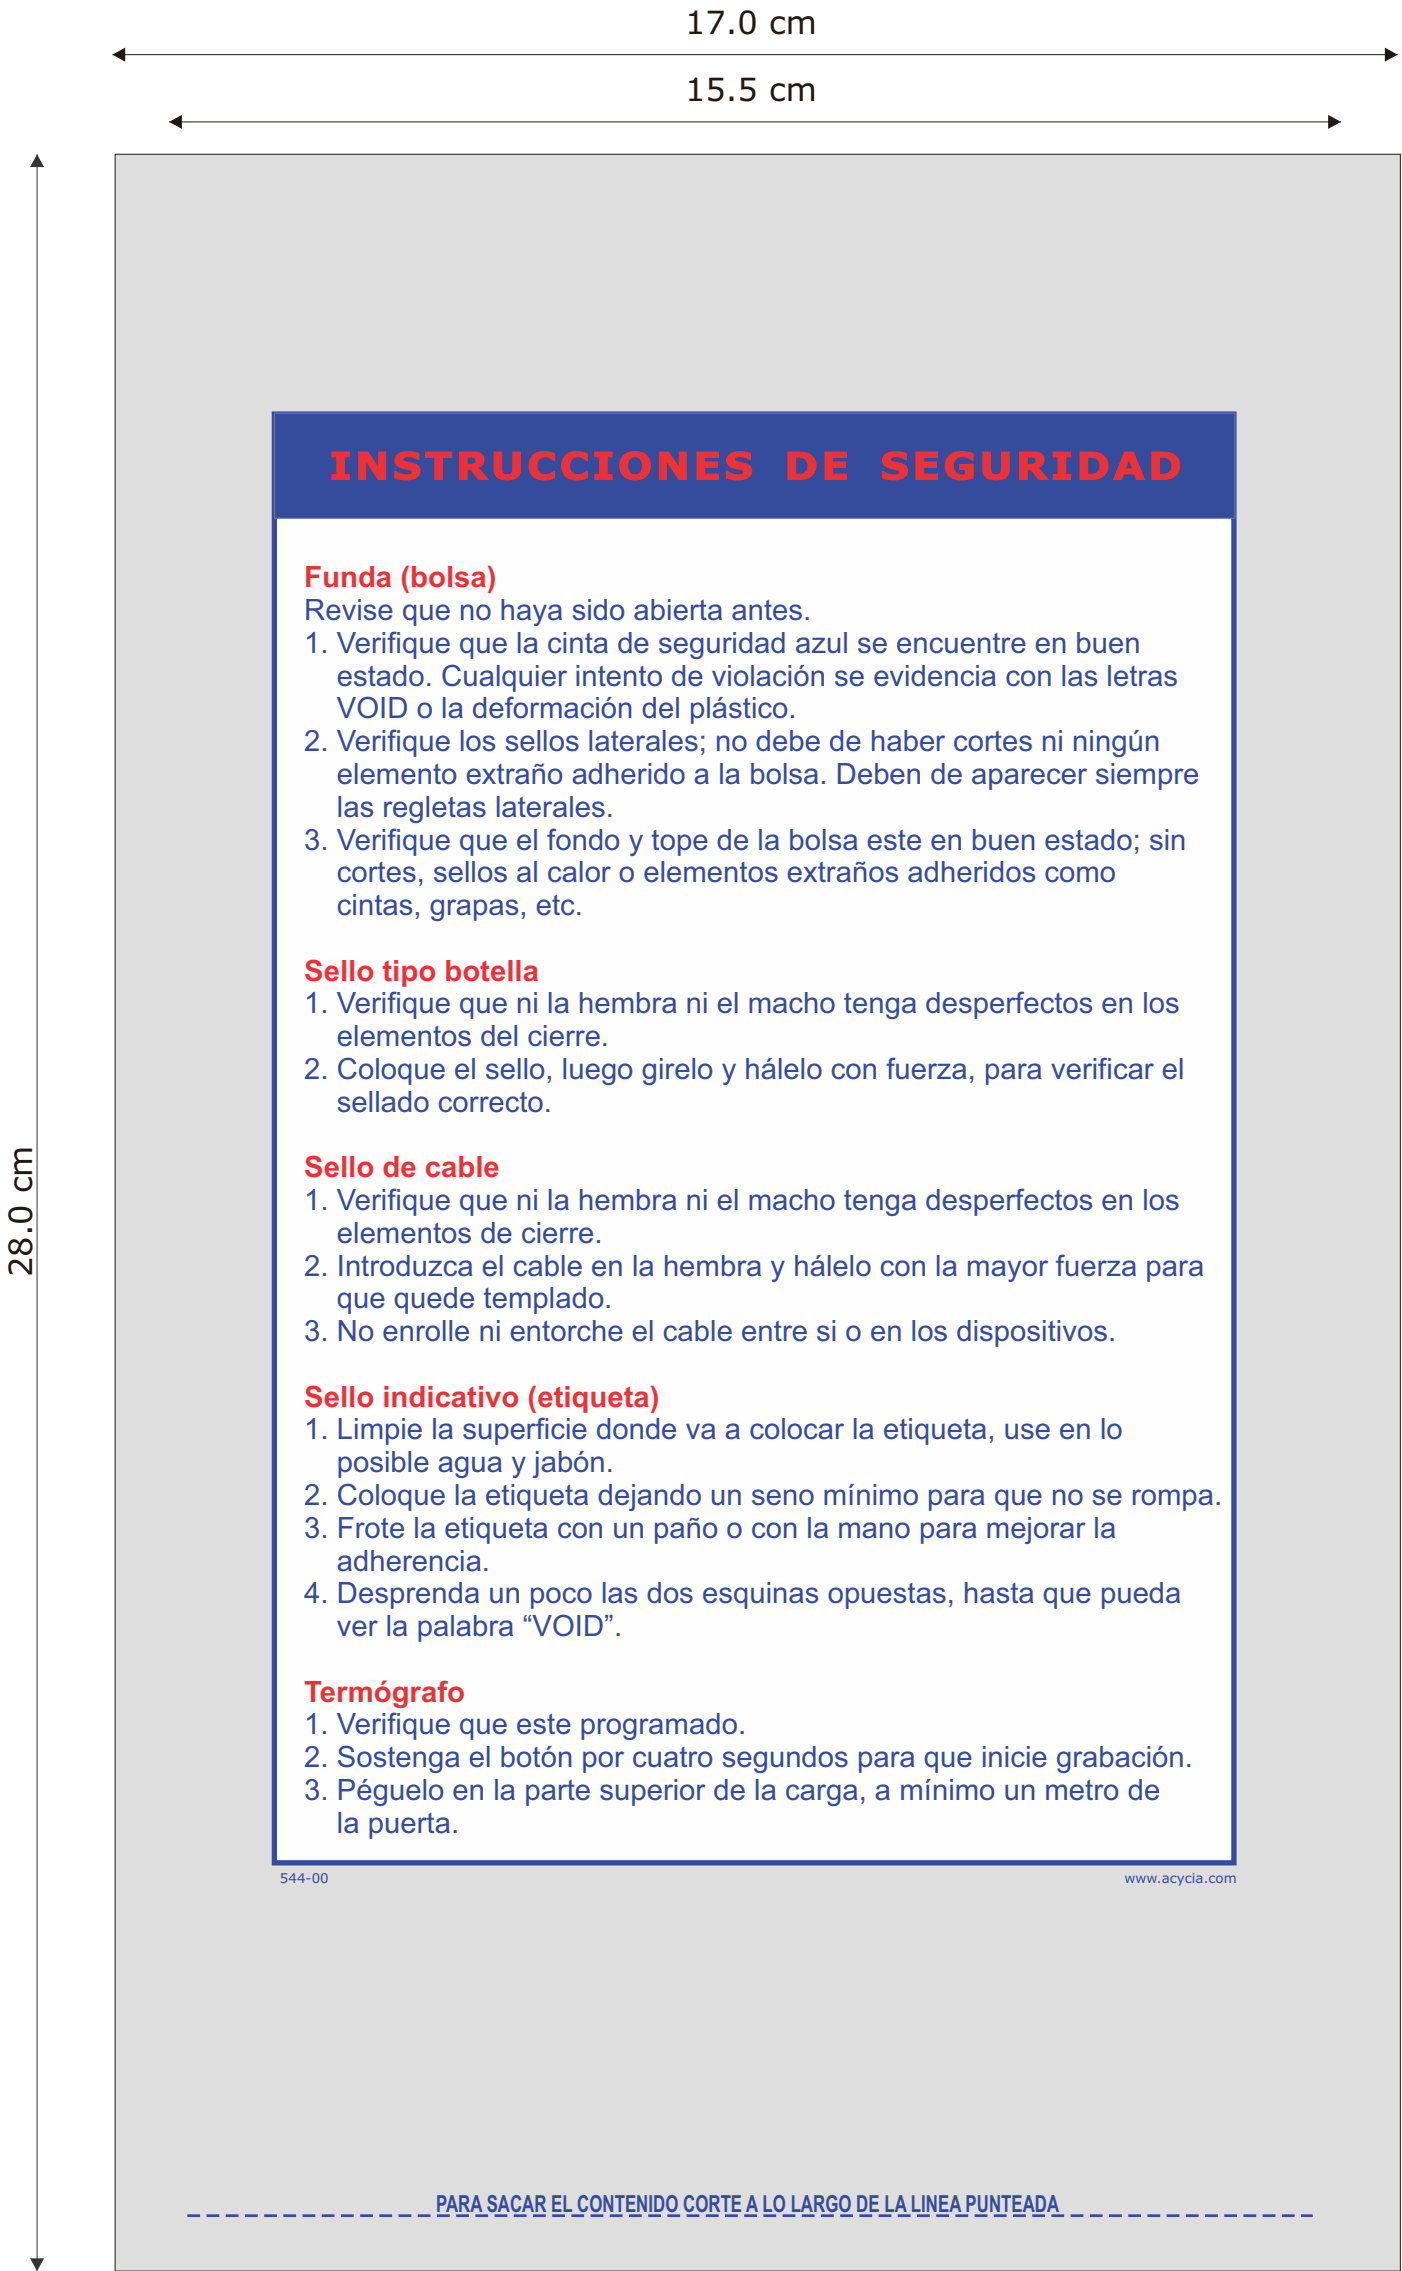 17.0 cm
15.5 cm
28.0 cm
INSTRUCCIONES DE SEGURIDAD
Funda (bolsa)
Revise que no haya sido abierta antes.
1. Verifique que la cinta de seguridad azul se encuentre en buen
estado. Cualquier intento de violación se evidencia con las letras
VOID o la deformación del plástico.
2. Verifique los sellos laterales; no debe de haber cortes ni ningún
elemento extraño adherido a la bolsa. Deben de aparecer siempre
las regletas laterales.
3. Verifique que el fondo y tope de la bolsa este en buen estado; sin
cortes, sellos al calor o elementos extraños adheridos como
cintas, grapas, etc.
Sello tipo botella
1. Verifique que ni la hembra ni el macho tenga desperfectos en los
elementos del cierre.
2. Coloque el sello, luego girelo y hálelo con fuerza, para verificar el
sellado correcto.
Sello de cable
1. Verifique que ni la hembra ni el macho tenga desperfectos en los
elementos de cierre.
2. Introduzca el cable en la hembra y hálelo con la mayor fuerza para
que quede templado.
3. No enrolle ni entorche el cable entre si o en los dispositivos.
Sello indicativo (etiqueta)
1. Limpie la superficie donde va a colocar la etiqueta, use en lo
posible agua y jabón.
2. Coloque la etiqueta dejando un seno mínimo para que no se rompa.
3. Frote la etiqueta con un paño o con la mano para mejorar la
adherencia.
4. Desprenda un poco las dos esquinas opuestas, hasta que pueda
ver la palabra “VOID”.
Termógrafo
1. Verifique que este programado.
2. Sostenga el botón por cuatro segundos para que inicie grabación.
3. Péguelo en la parte superior de la carga, a mínimo un metro de
la puerta.
544-00
www.acycia.com
PARA SACAR EL CONTENIDO CORTE A LO LARGO DE LA LINEA PUNTEADA